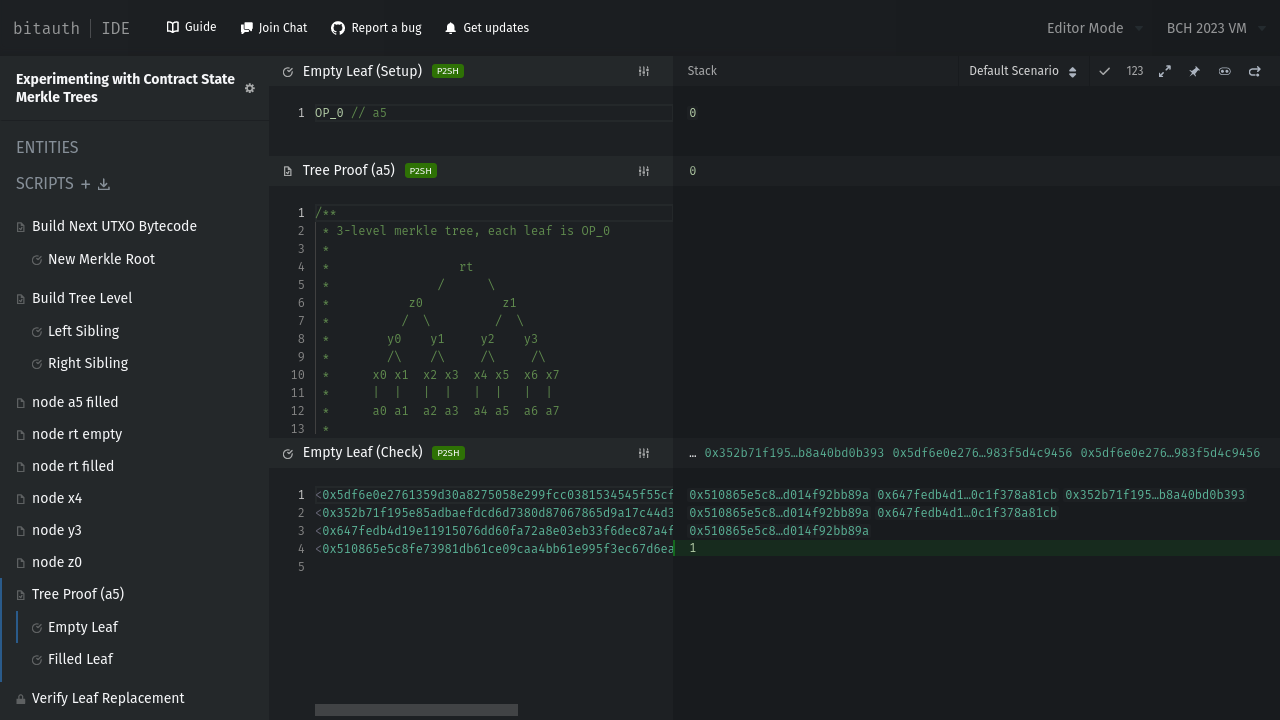 bitauth | IDE
Guide
Join Chat
Report a bug
Get updates
Editor Mode
BCH 2023 VM
Experimenting with Contract State
Merkle Trees
ENTITIES
SCRIPTS +
Build Next UTXO Bytecode
New Merkle Root
Build Tree Level
Left Sibling
Right Sibling
node a5 filled
node rt empty
node rt filled
node x4
node y3
node z0
Tree Proof (a5)
Empty Leaf
Filled Leaf
Verify Leaf Replacement
Empty Leaf (Setup) P2SH
Stack
Default Scenario
123
1 OP_0 // a5
0
Tree Proof (a5) P2SH
0
1 /**
2  * 3-level merkle tree, each leaf is OP_0
3  *
4  *                  rt
5  *               /      \
6  *           z0           z1
7  *          /  \         /  \
8  *        y0    y1     y2    y3
9  *        /\    /\     /\     /\
10  *      x0 x1  x2 x3  x4 x5  x6 x7
11  *      |  |   |  |   |  |   |  |
12  *      a0 a1  a2 a3  a4 a5  a6 a7
13  *
Empty Leaf (Check) P2SH
… 0x352b71f195…b8a40bd0b393 0x5df6e0e276…983f5d4c9456 0x5df6e0e276…983f5d4c9456
1 <0x5df6e0e2761359d30a8275058e299fcc0381534545f55cf
0x510865e5c8…d014f92bb89a 0x647fedb4d1…0c1f378a81cb 0x352b71f195…b8a40bd0b393
2 <0x352b71f195e85adbaefdcd6d7380d87067865d9a17c44d3
0x510865e5c8…d014f92bb89a 0x647fedb4d1…0c1f378a81cb
3 <0x647fedb4d19e11915076dd60fa72a8e03eb33f6dec87a4f
0x510865e5c8…d014f92bb89a
4 <0x510865e5c8fe73981db61ce09caa4bb61e995f3ec67d6ea
1
5